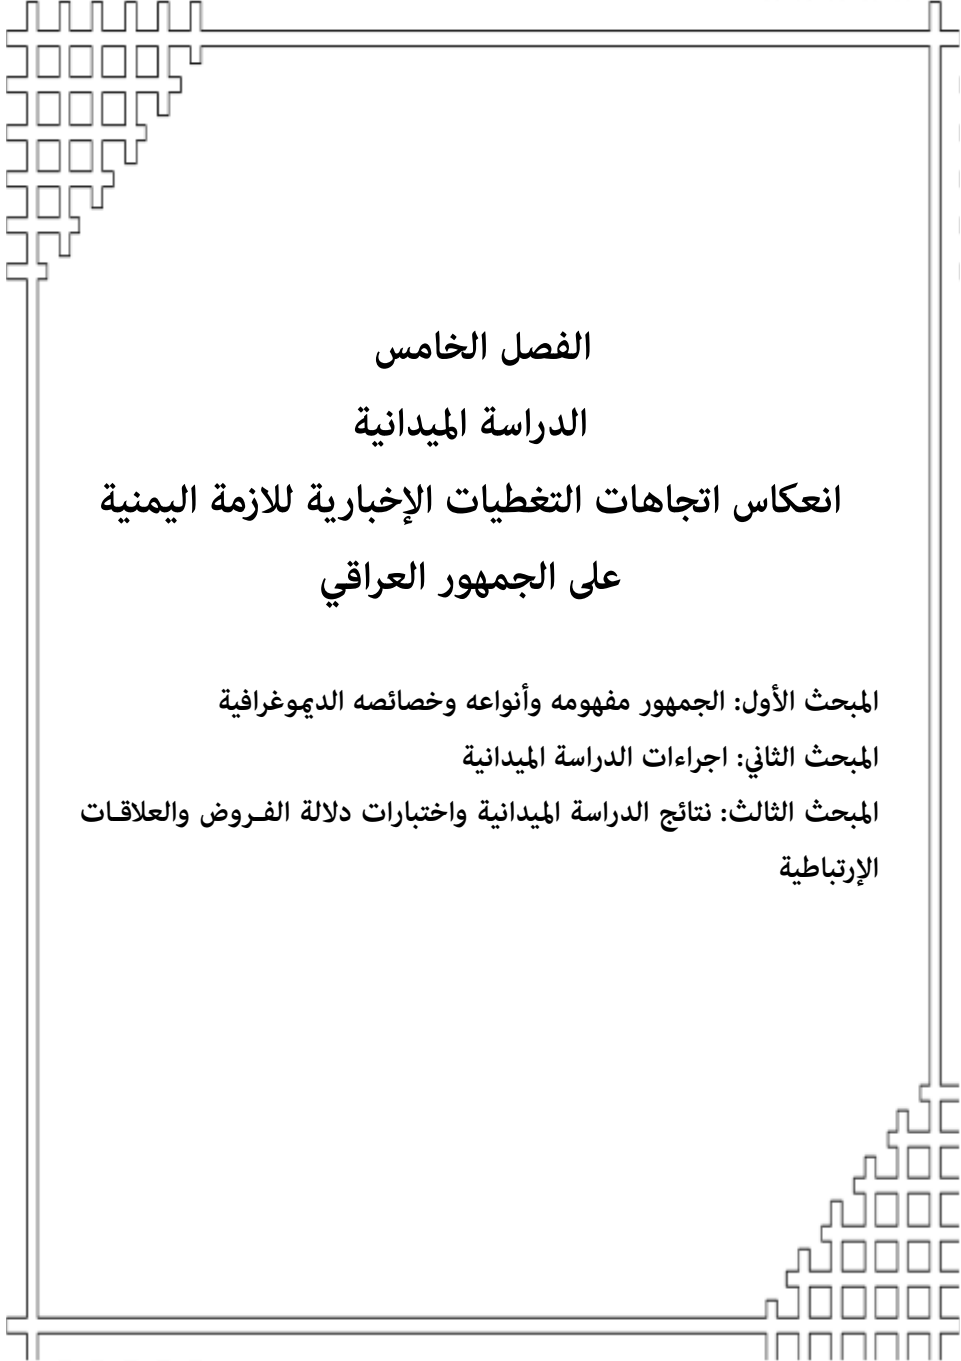 الفصل الخامس
الدراسة الميدانية
انعكاس اتجاهات التغطيات الإخبارية للازمة اليمنية
على الجمهور العراقي
المبحث الأول: الجمهور مفهومه وأنواعه وخصائصه الديموغرافية
المبحث الثاني: اجراءات الدراسة الميدانية
المبحث الثالث: نتائج الدراسة الميدانية واختبارات دلالة الفـروض والعلاقـات
الإرتباطية